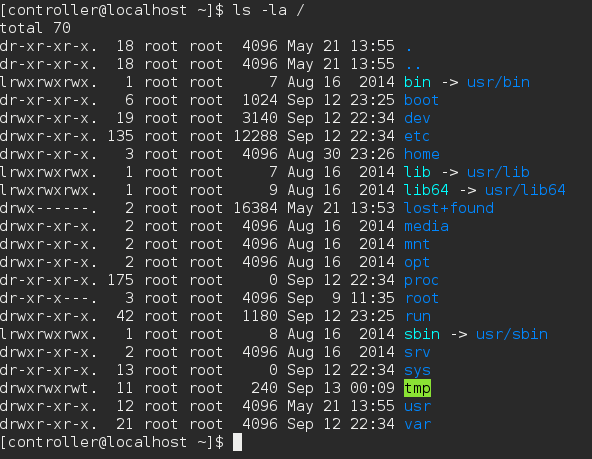 [controller@localhost ~]$ ls -la /
total 70
dr-xr-xr-x.  18 root root  4096 May 21 13:55 .
dr-xr-xr-x.  18 root root  4096 May 21 13:55 ..
lrwxrwxrwx.   1 root root     7 Aug 16  2014 bin -> usr/bin
dr-xr-xr-x.   6 root root  1024 Sep 12 23:25 boot
drwxr-xr-x.  19 root root  3140 Sep 12 22:34 dev
drwxr-xr-x. 135 root root 12288 Sep 12 22:34 etc
drwxr-xr-x.   3 root root  4096 Aug 30 23:26 home
lrwxrwxrwx.   1 root root     7 Aug 16  2014 lib -> usr/lib
lrwxrwxrwx.   1 root root     9 Aug 16  2014 lib64 -> usr/lib64
drwx------.   2 root root 16384 May 21 13:53 lost+found
drwxr-xr-x.   2 root root  4096 Aug 16  2014 media
drwxr-xr-x.   2 root root  4096 Aug 16  2014 mnt
drwxr-xr-x.   2 root root  4096 Aug 16  2014 opt
dr-xr-xr-x. 175 root root     0 Sep 12 22:34 proc
dr-xr-x---.   3 root root  4096 Sep  9 11:35 root
drwxr-xr-x.  42 root root  1180 Sep 12 23:25 run
lrwxrwxrwx.   1 root root     8 Aug 16  2014 sbin -> usr/sbin
drwxr-xr-x.   2 root root  4096 Aug 16  2014 srv
dr-xr-xr-x.  13 root root     0 Sep 12 22:34 sys
drwxrwxrwt.  11 root root   240 Sep 13 00:09 tmp
drwxr-xr-x.  12 root root  4096 May 21 13:55 usr
drwxr-xr-x.  21 root root  4096 Sep 12 22:34 var
[controller@localhost ~]$